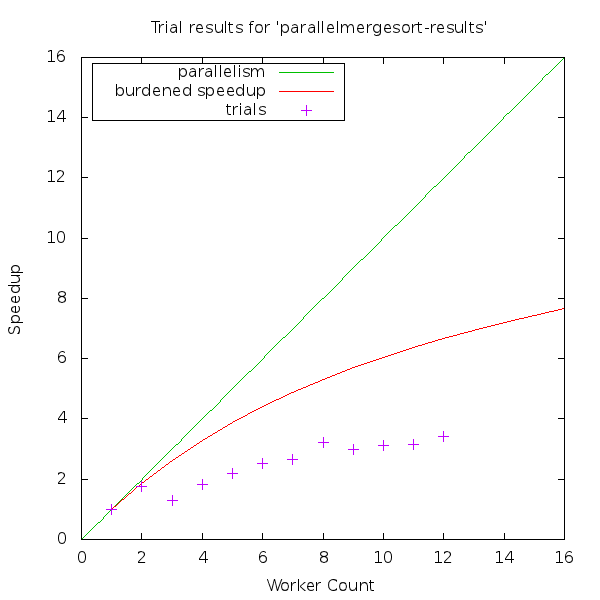 Trial results for 'parallelmergesort-results'
parallelism
burdened speedup
trials
16
14
12
10
8
6
4
2
0
Speedup
0 2 4 6 8 10 12 14 16
Worker Count